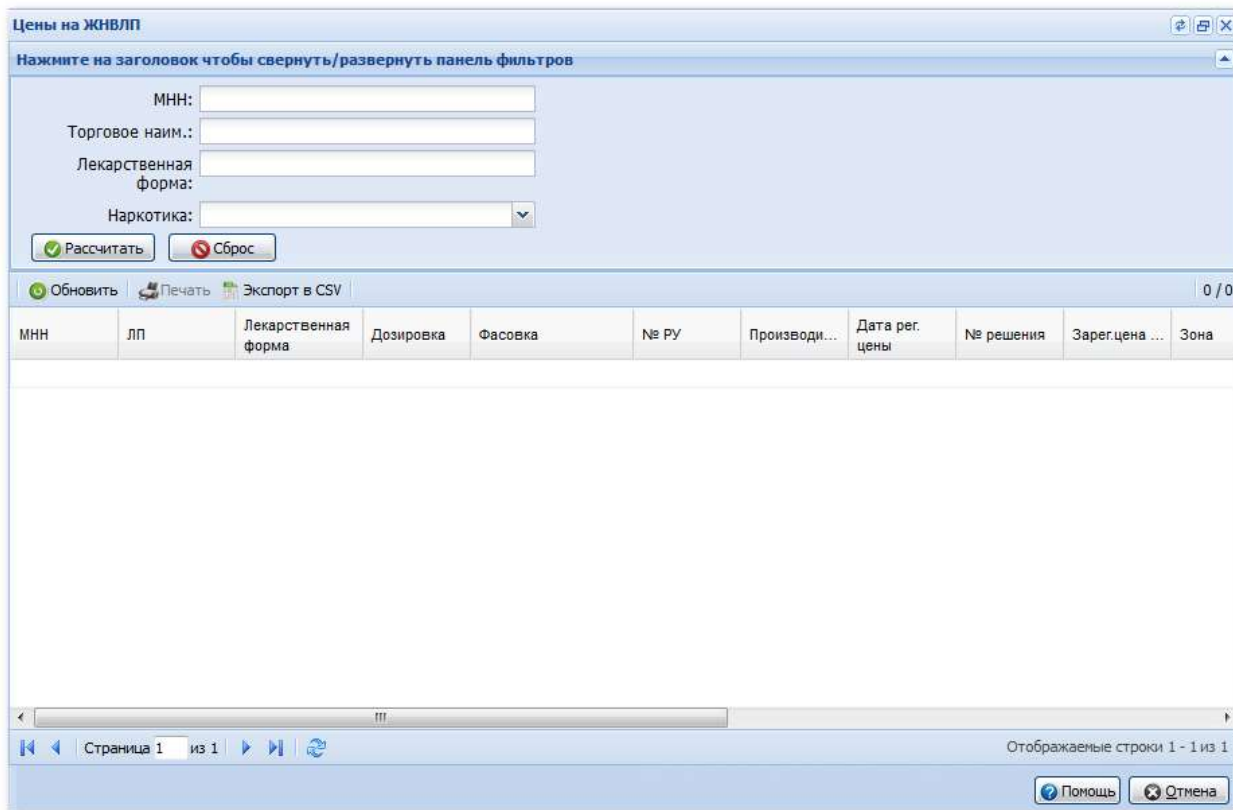 Цены на ЖНВЛП
Нажмите на заголовок чтобы свернуть/развернуть панель фильтров
МНН:
Торговое наим.:
Лекарственная
форма:
Наркотика:
Рассчитать Сброс
Обновить Печать Экспорт в CSV 0 / 0
МНН ЛП Лекарственная форма Дозировка Фасовка № РУ Производи... Дата рег. цены № решения Зарег.цена ... Зона
Страница 1 из 1 Отображаемые строки 1 - 1 из 1
Помощь Отмена